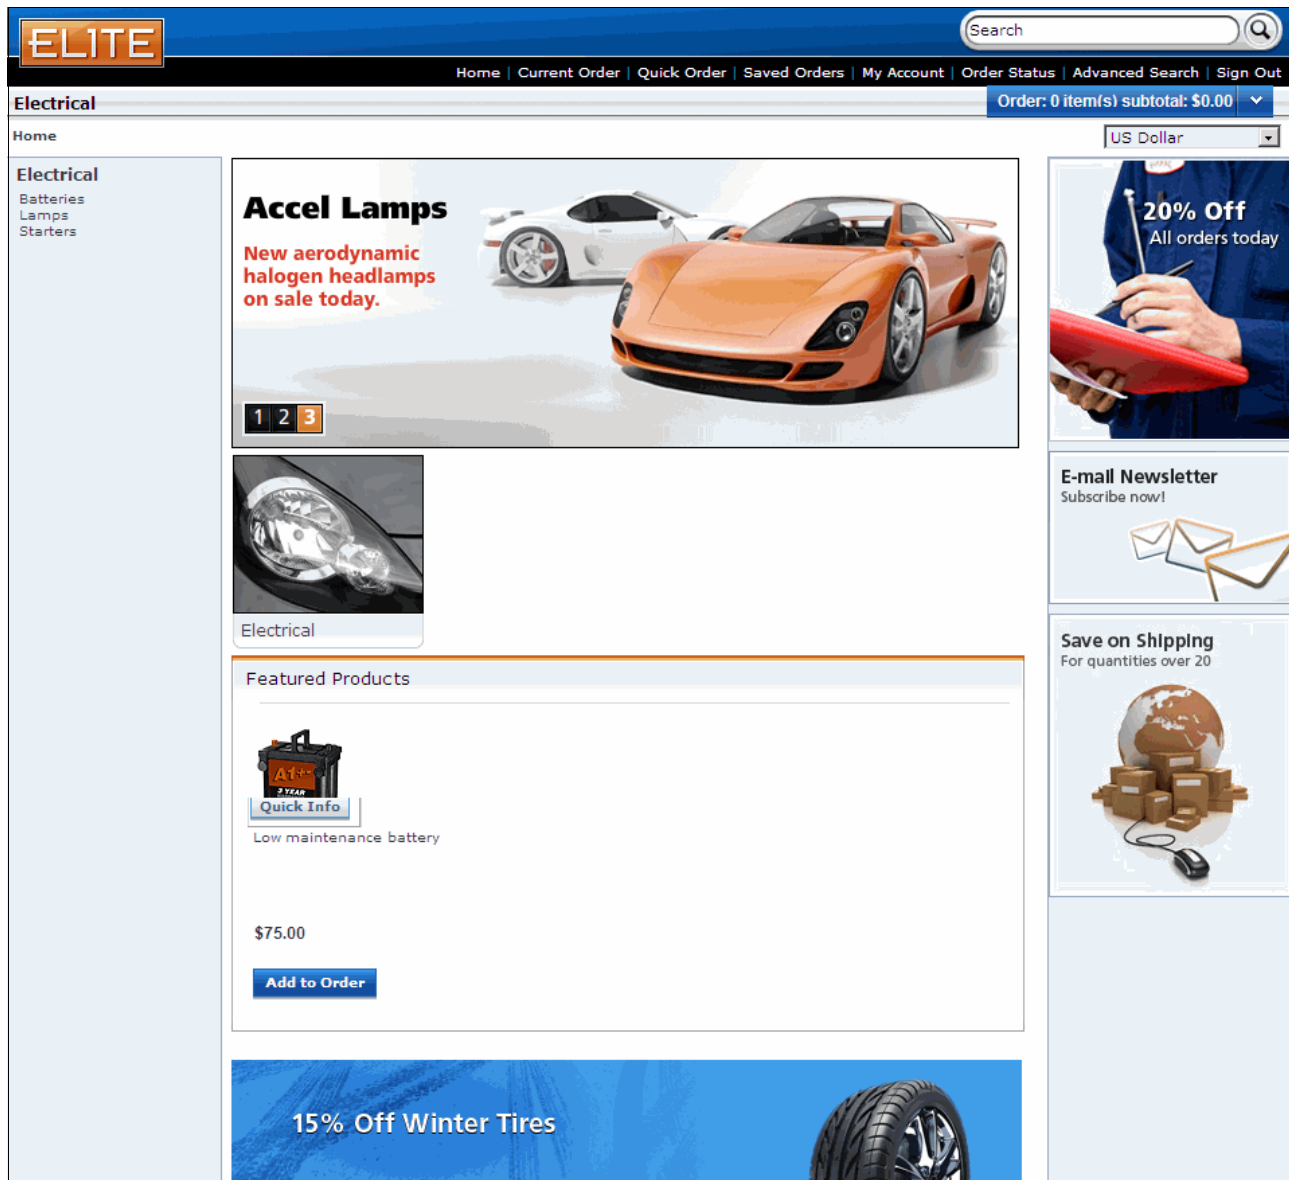 EL1TE
Search
Home | Current Order | Quick Order | Saved Orders | My Account | Order Status | Advanced Search | Sign Out
Electrical
Order: 0 item(s) subtotal: $0.00
Home
US Dollar
Electrical
Batteries
Lamps
Starters
Accel Lamps
New aerodynamic
halogen headlamps
on sale today.
1 2 3
20% Off
All orders today
E-mail Newsletter
Subscribe now!
Electrical
Save on Shipping
For quantities over 20
Featured Products
A1+-
3 YEAR
Quick Info
Low maintenance battery
$75.00
Add to Order
15% Off Winter Tires